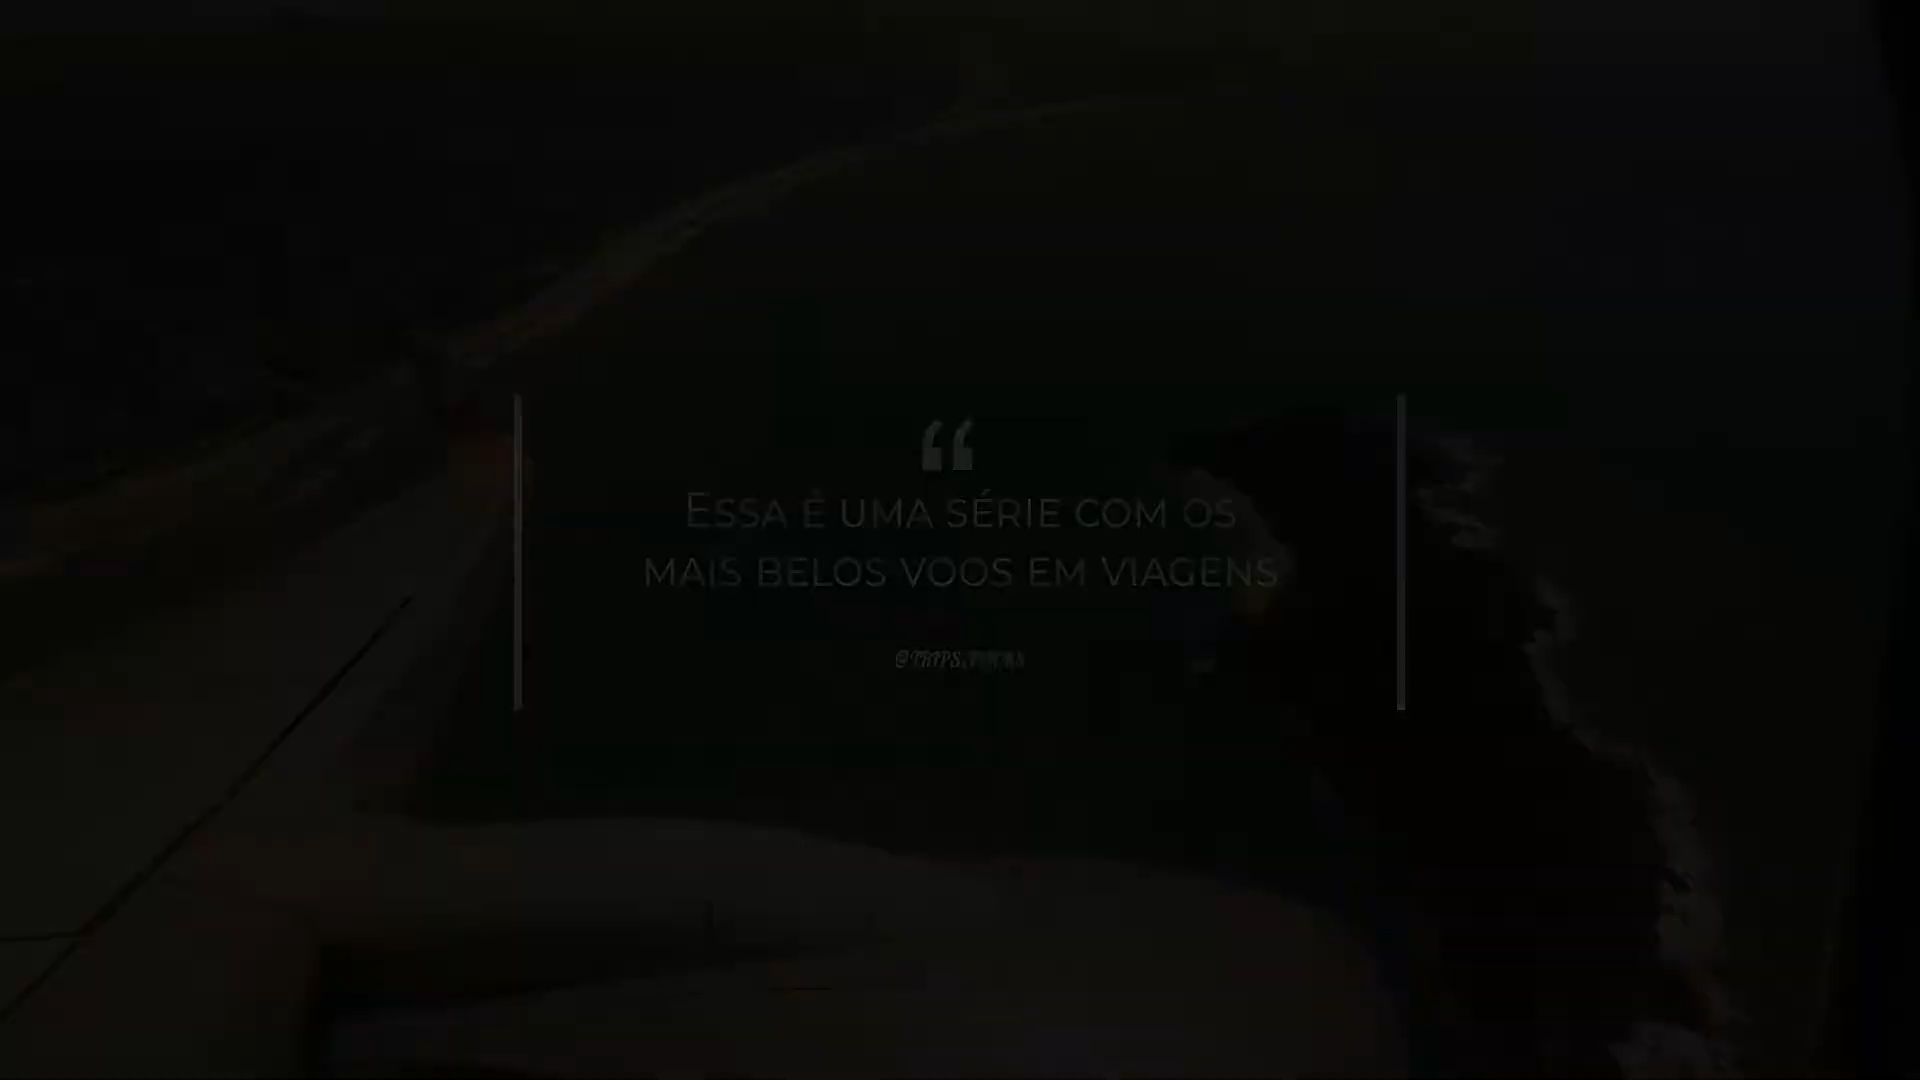 “
Essa é uma série com os
mais belos voos em viagens